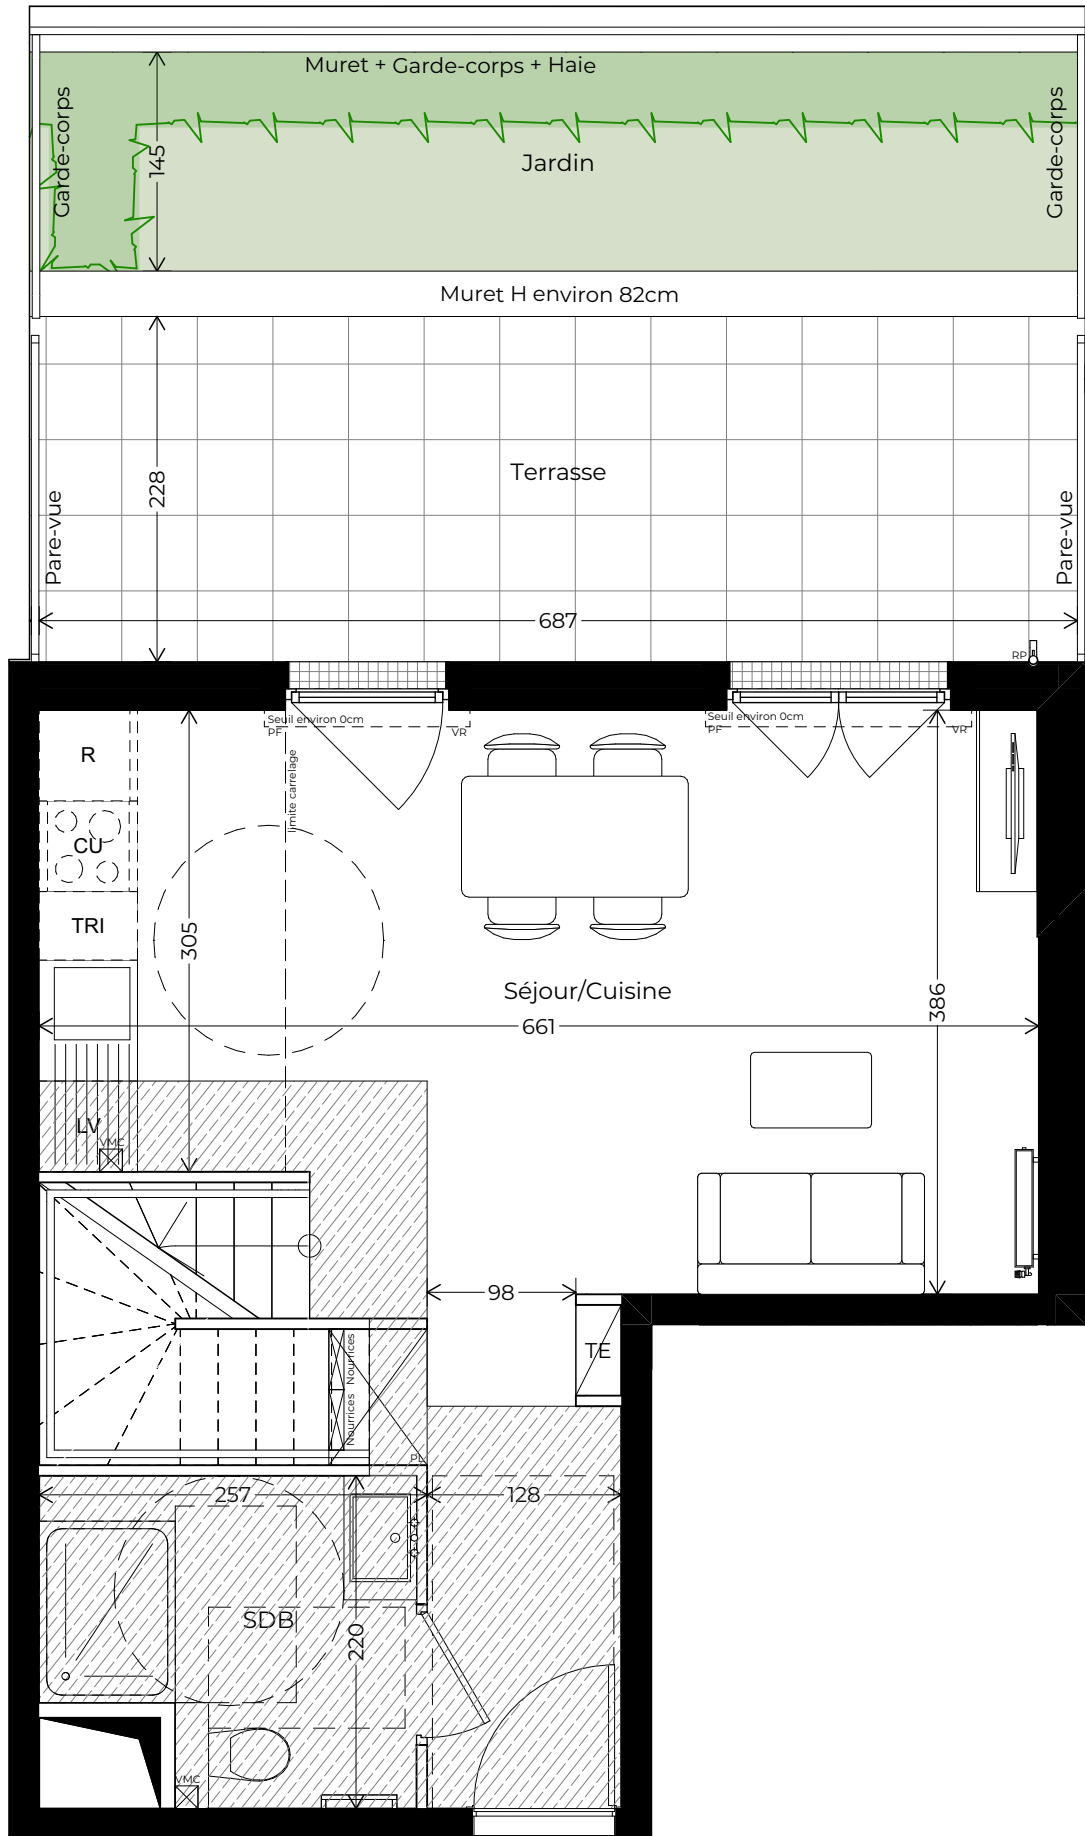 Muret + Garde-corps + Haie
Garde-corps
145
Jardin
Garde-corps
Muret H environ 82cm
Pare-vue
228
Terrasse
Pare-vue
687
RP
Seuil environ 0cm
PF
VR
Seuil environ 0cm
PF
VR
limite carrelage
R
CU
TRI
305
Séjour/Cuisine
661
386
LV
VMC
98
TE
Nourrices
Nourrices
PL
257
128
SDB
220
VMC